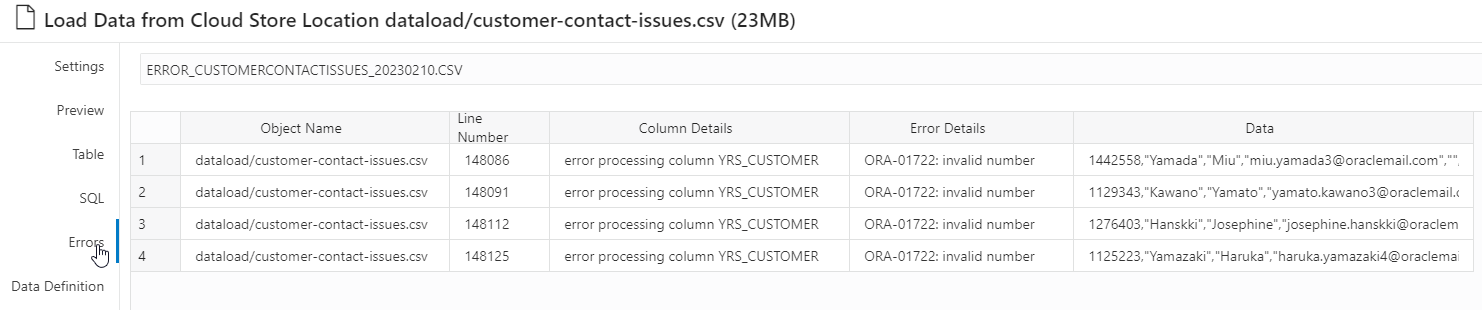 Load Data from Cloud Store Location dataload/customer-contact-issues.csv (23MB)
Settings
Preview
Table
SQL
Errors
Data Definition
ERROR_CUSTOMERCONTACTISSUES_20230210.CSV
Object Name Line Number Column Details Error Details Data
1 dataload/customer-contact-issues.csv 148086 error processing column YRS_CUSTOMER ORA-01722: invalid number 1442558,"Yamada","Miu","miu.yamada3@oraclemail.com","",
2 dataload/customer-contact-issues.csv 148091 error processing column YRS_CUSTOMER ORA-01722: invalid number 1129343,"Kawano","Yamato","yamato.kawano3@oraclemail.c
3 dataload/customer-contact-issues.csv 148112 error processing column YRS_CUSTOMER ORA-01722: invalid number 1276403,"Hanskki","Josephine","josephine.hanskki@oraclem
4 dataload/customer-contact-issues.csv 148125 error processing column YRS_CUSTOMER ORA-01722: invalid number 1125223,"Yamazaki","Haruka","haruka.yamazaki4@oraclemai